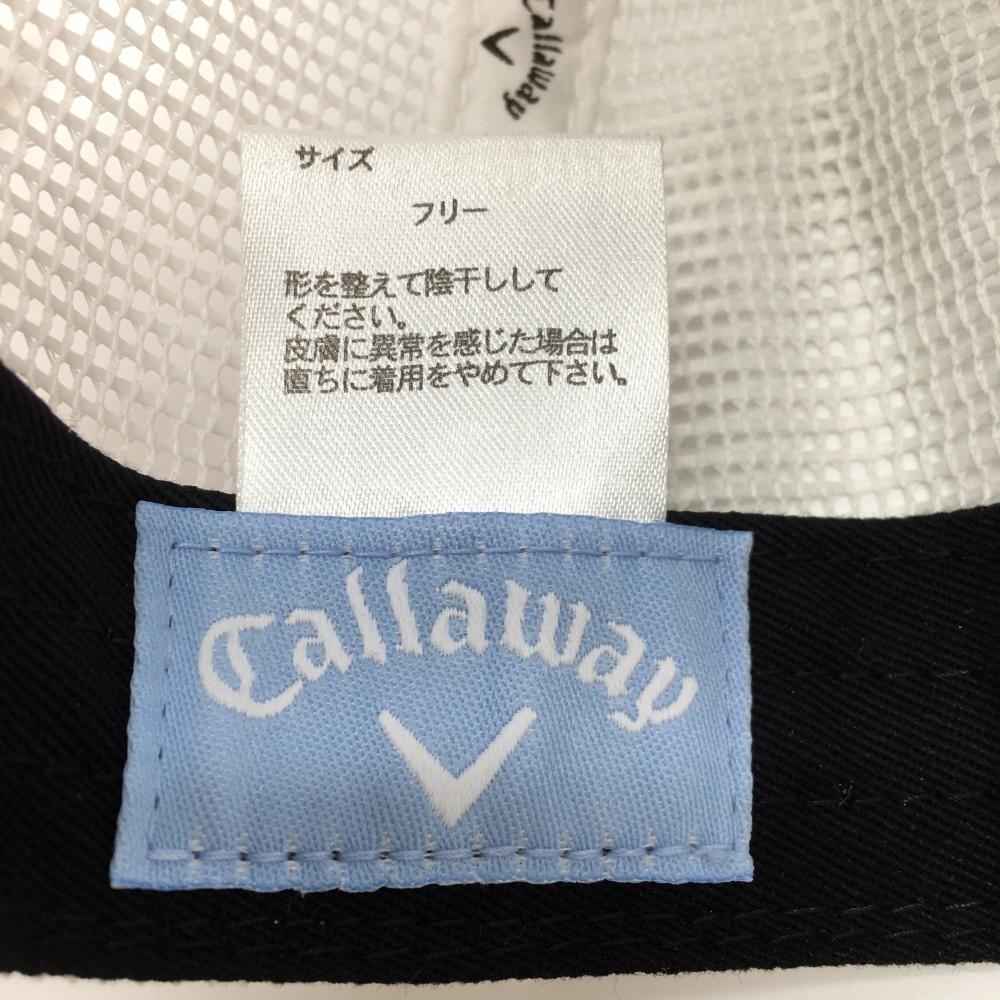 Callaway
サイズ
フリー
形を整えて陰干しして
ください。
皮膚に異常を感じた場合は
直ちに着用をやめて下さい。
Callaway